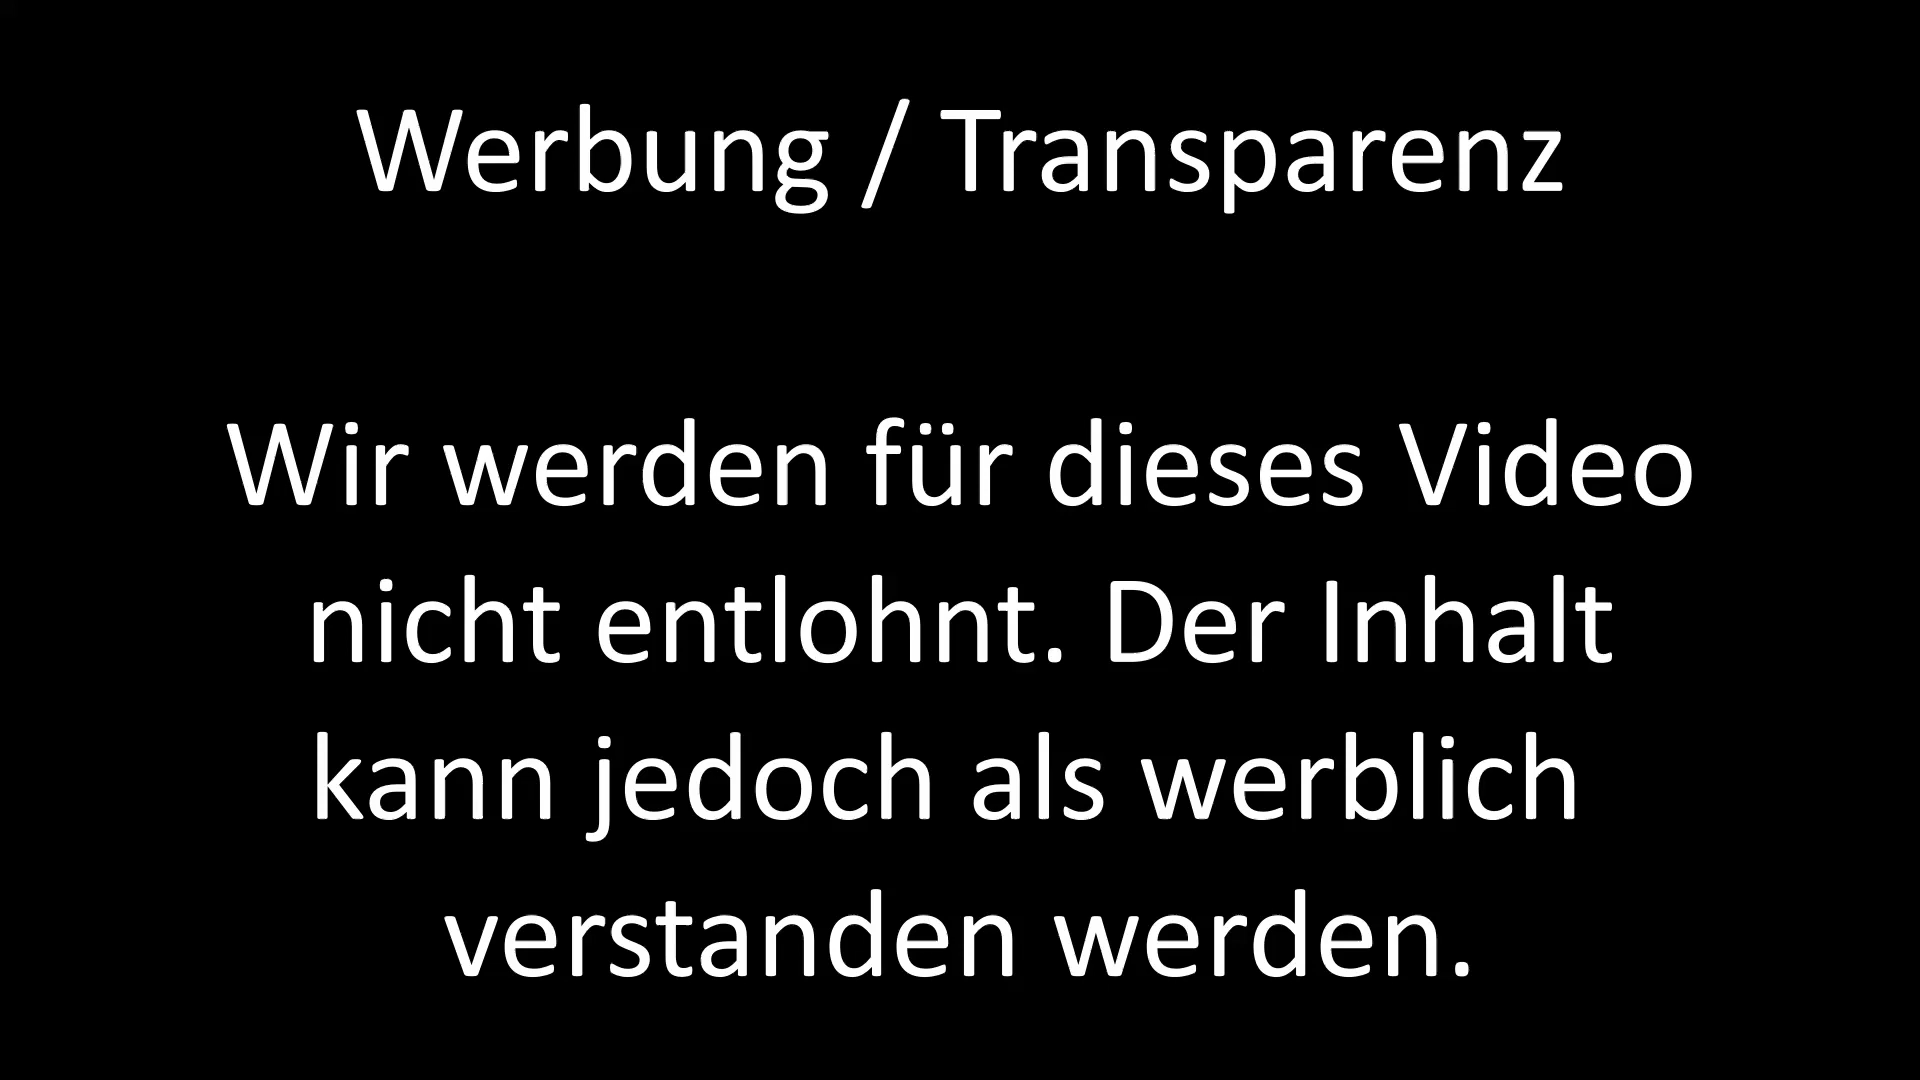 Werbung / Transparenz
Wir werden für dieses Video
nicht entlohnt. Der Inhalt
kann jedoch als werblich
verstanden werden.